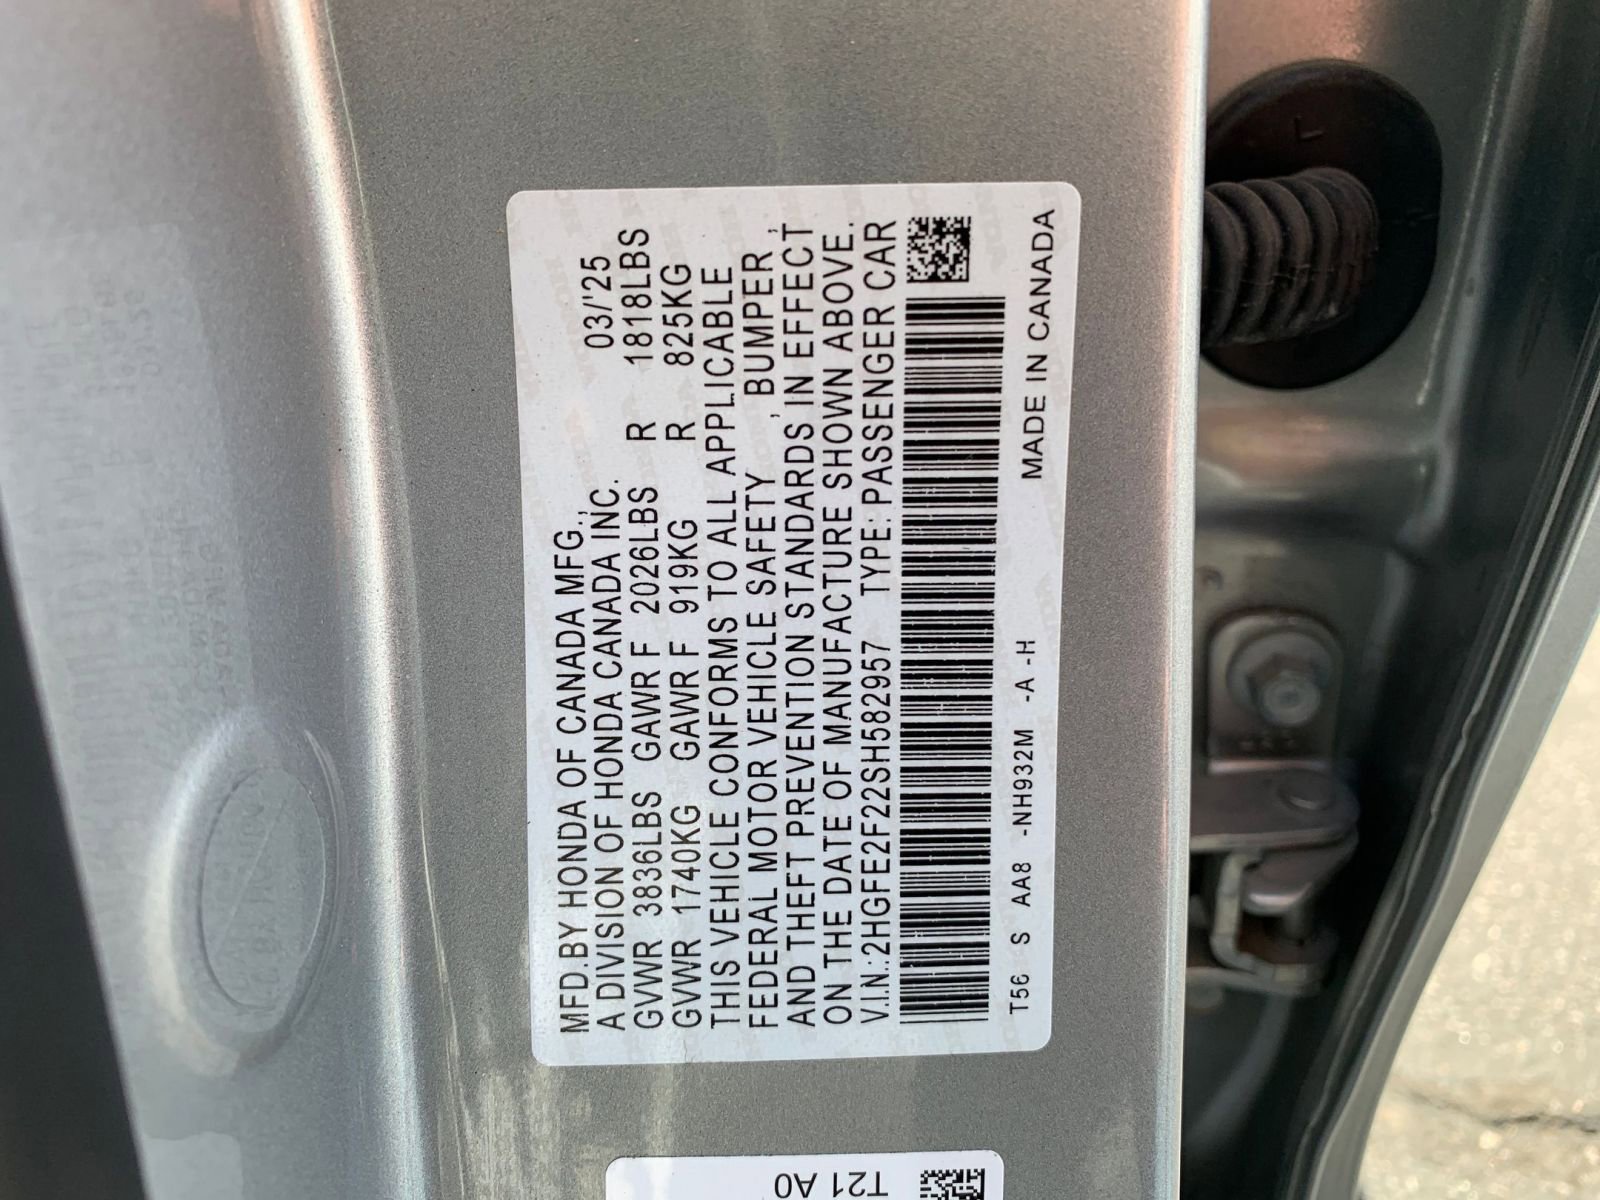 MFD.BY HONDA OF CANADA MFG.,
A DIVISION OF HONDA CANADA INC. 03/'25
GVWR 3836LBS GAWR F 2026LBS R 1818LBS
GVWR 1740KG GAWR F 919KG R 825KG
THIS VEHICLE CONFORMS TO ALL APPLICABLE
FEDERAL MOTOR VEHICLE SAFETY , BUMPER,
AND THEFT PREVENTION STANDARDS IN EFFECT
ON THE DATE OF MANUFACTURE SHOWN ABOVE.
V.I.N.:2HGFE2F22SH582957 TYPE:PASSENGER CAR
T56 S S AA8 -NH932M -A -H MADE IN CANADA
T21 A0
L